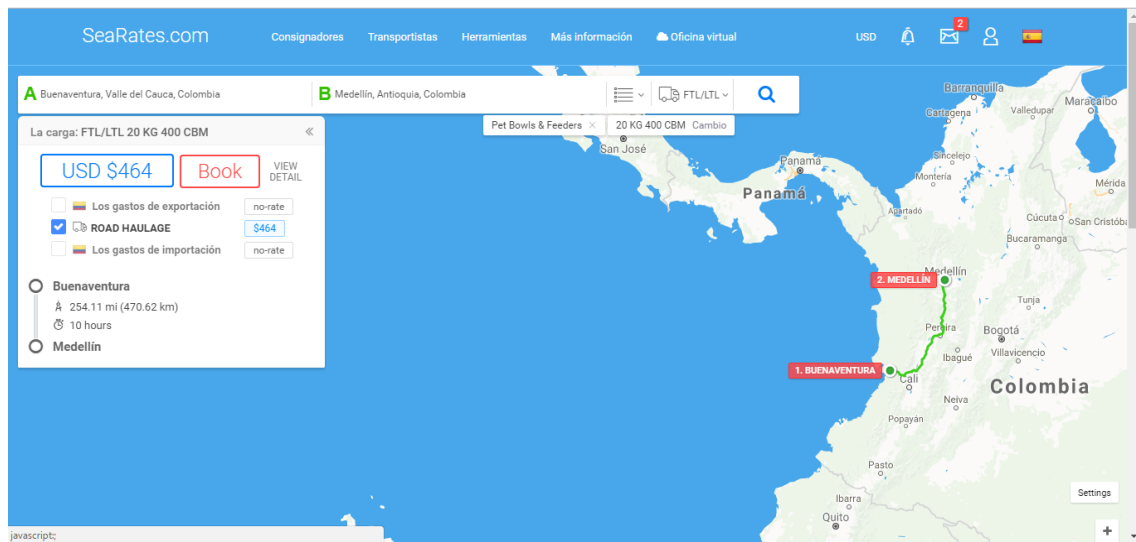 SeaRates.com
Consignadores Transportistas Herramientas Más información Oficina virtual USD 2
A Buenaventura, Valle del Cauca, Colombia B Medellín, Antioquia, Colombia FTL/LTL
Pet Bowls & Feeders × 20 KG 400 CBM Cambio
La carga: FTL/LTL 20 KG 400 CBM «
USD $464 Book VIEW DETAIL
Los gastos de exportación no-rate
ROAD HAULAGE $464
Los gastos de importación no-rate
Buenaventura
254.11 mi (470.62 km)
10 hours
Medellín
San José
Panamá
Panamá
Barranquilla
Cartagena
Valledupar
Maracaibo
Sincelejo
Montería
Mérida
Apartadó
Cúcuta
San Cristóba
Bucaramanga
Medellín
2. MEDELLÍN
Tunja
Pereira
Bogotá
Ibagué
Villavicencio
1. BUENAVENTURA
Cali
Colombia
Neiva
Popayán
Pasto
Ibarra
Quito
Settings
+
javascript:;